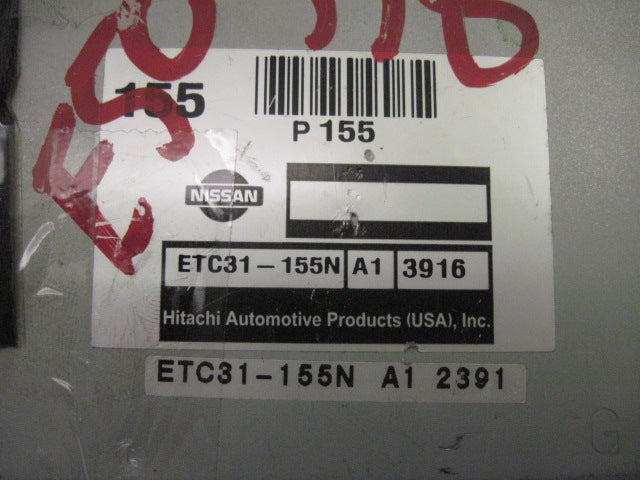 155
P 155
NISSAN
ETC31-155N A1 3916
Hitachi Automotive Products (USA), Inc.
ETC31-155N A1 2391
G